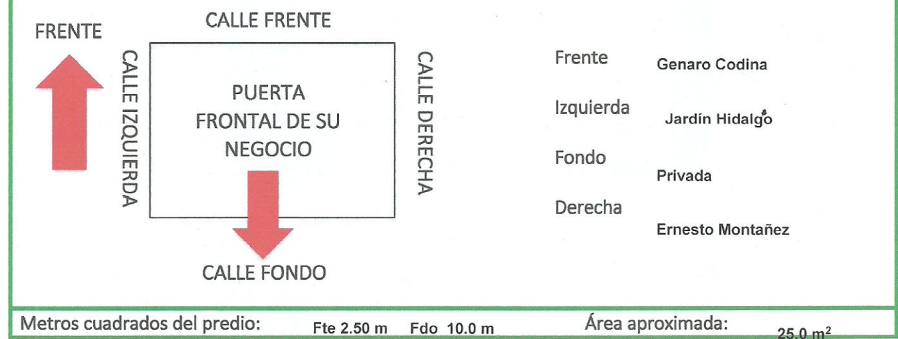 FRENTE
CALLE FRENTE
CALLE IZQUIERDA
PUERTA
FRONTAL DE SU
NEGOCIO
CALLE DERECHA
CALLE FONDO
Frente Genaro Codina
Izquierda Jardín Hidalgo
Fondo Privada
Derecha Ernesto Montañez
Metros cuadrados del predio: Fte 2.50 m Fdo 10.0 m Área aproximada: 25.0 m²